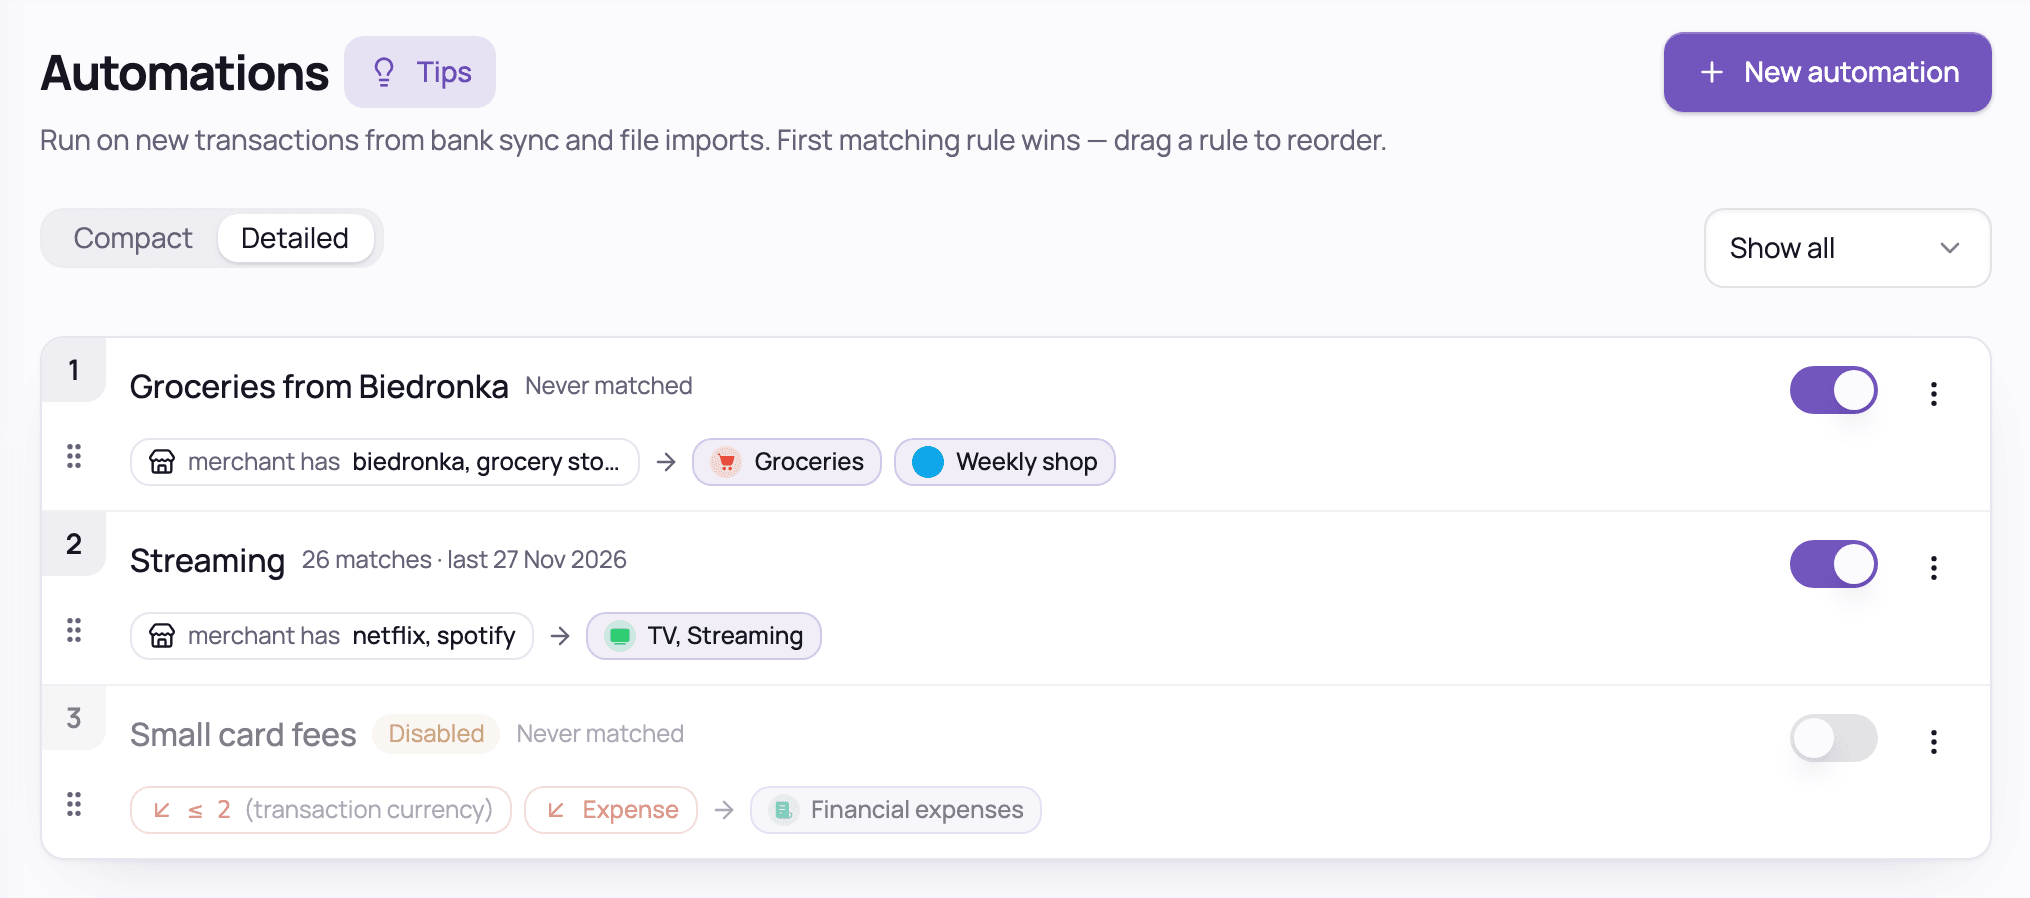 Automations
Tips
New automation
Run on new transactions from bank sync and file imports. First matching rule wins — drag a rule to reorder.
Compact
Detailed
Show all
1
Groceries from Biedronka
Never matched
merchant has biedronka, grocery sto...
Groceries
Weekly shop
2
Streaming
26 matches · last 27 Nov 2026
merchant has netflix, spotify
TV, Streaming
3
Small card fees
Disabled
Never matched
≤ 2 (transaction currency)
Expense
Financial expenses